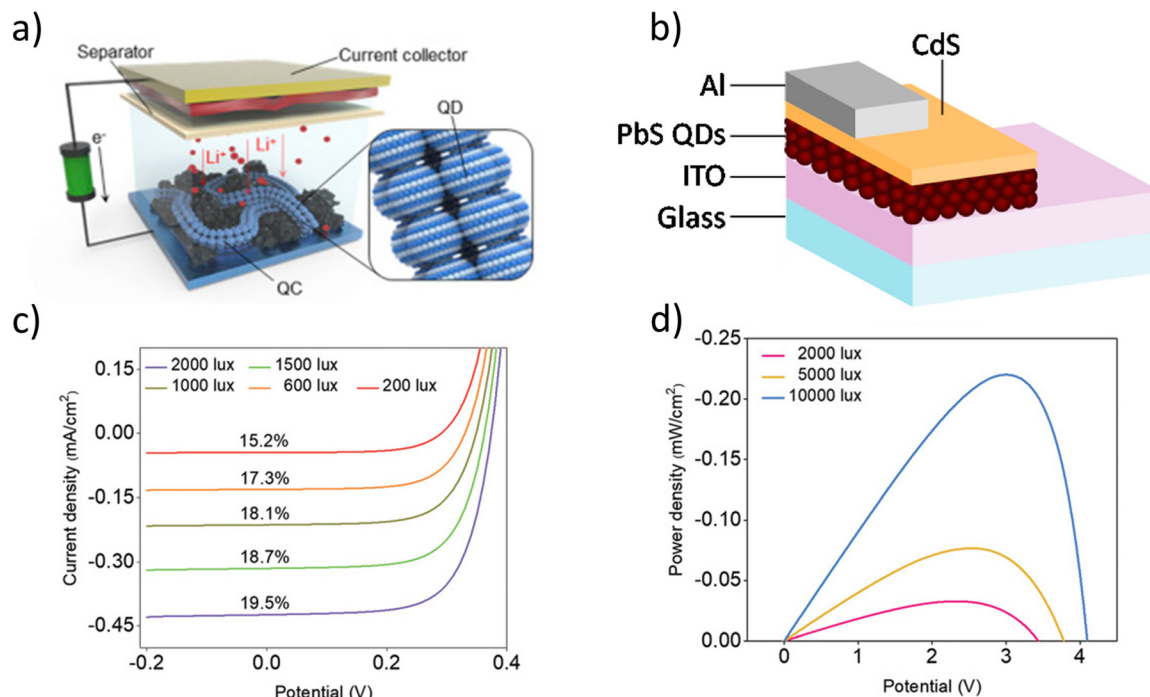 a)
Separator
Current collector
QD
e-
Li⁺
Li⁺
QC
b)
CdS
Al
PbS QDs
ITO
Glass
c)
Current density (mA/cm²)
0.15
0.00
-0.15
-0.30
-0.45
2000 lux 1500 lux
1000 lux 600 lux 200 lux
15.2%
17.3%
18.1%
18.7%
19.5%
-0.2 0.0 0.2 0.4
Potential (V)
d)
Power density (mW/cm²)
-0.25
-0.20
-0.15
-0.10
-0.05
0.00
2000 lux
5000 lux
10000 lux
0 1 2 3 4
Potential (V)